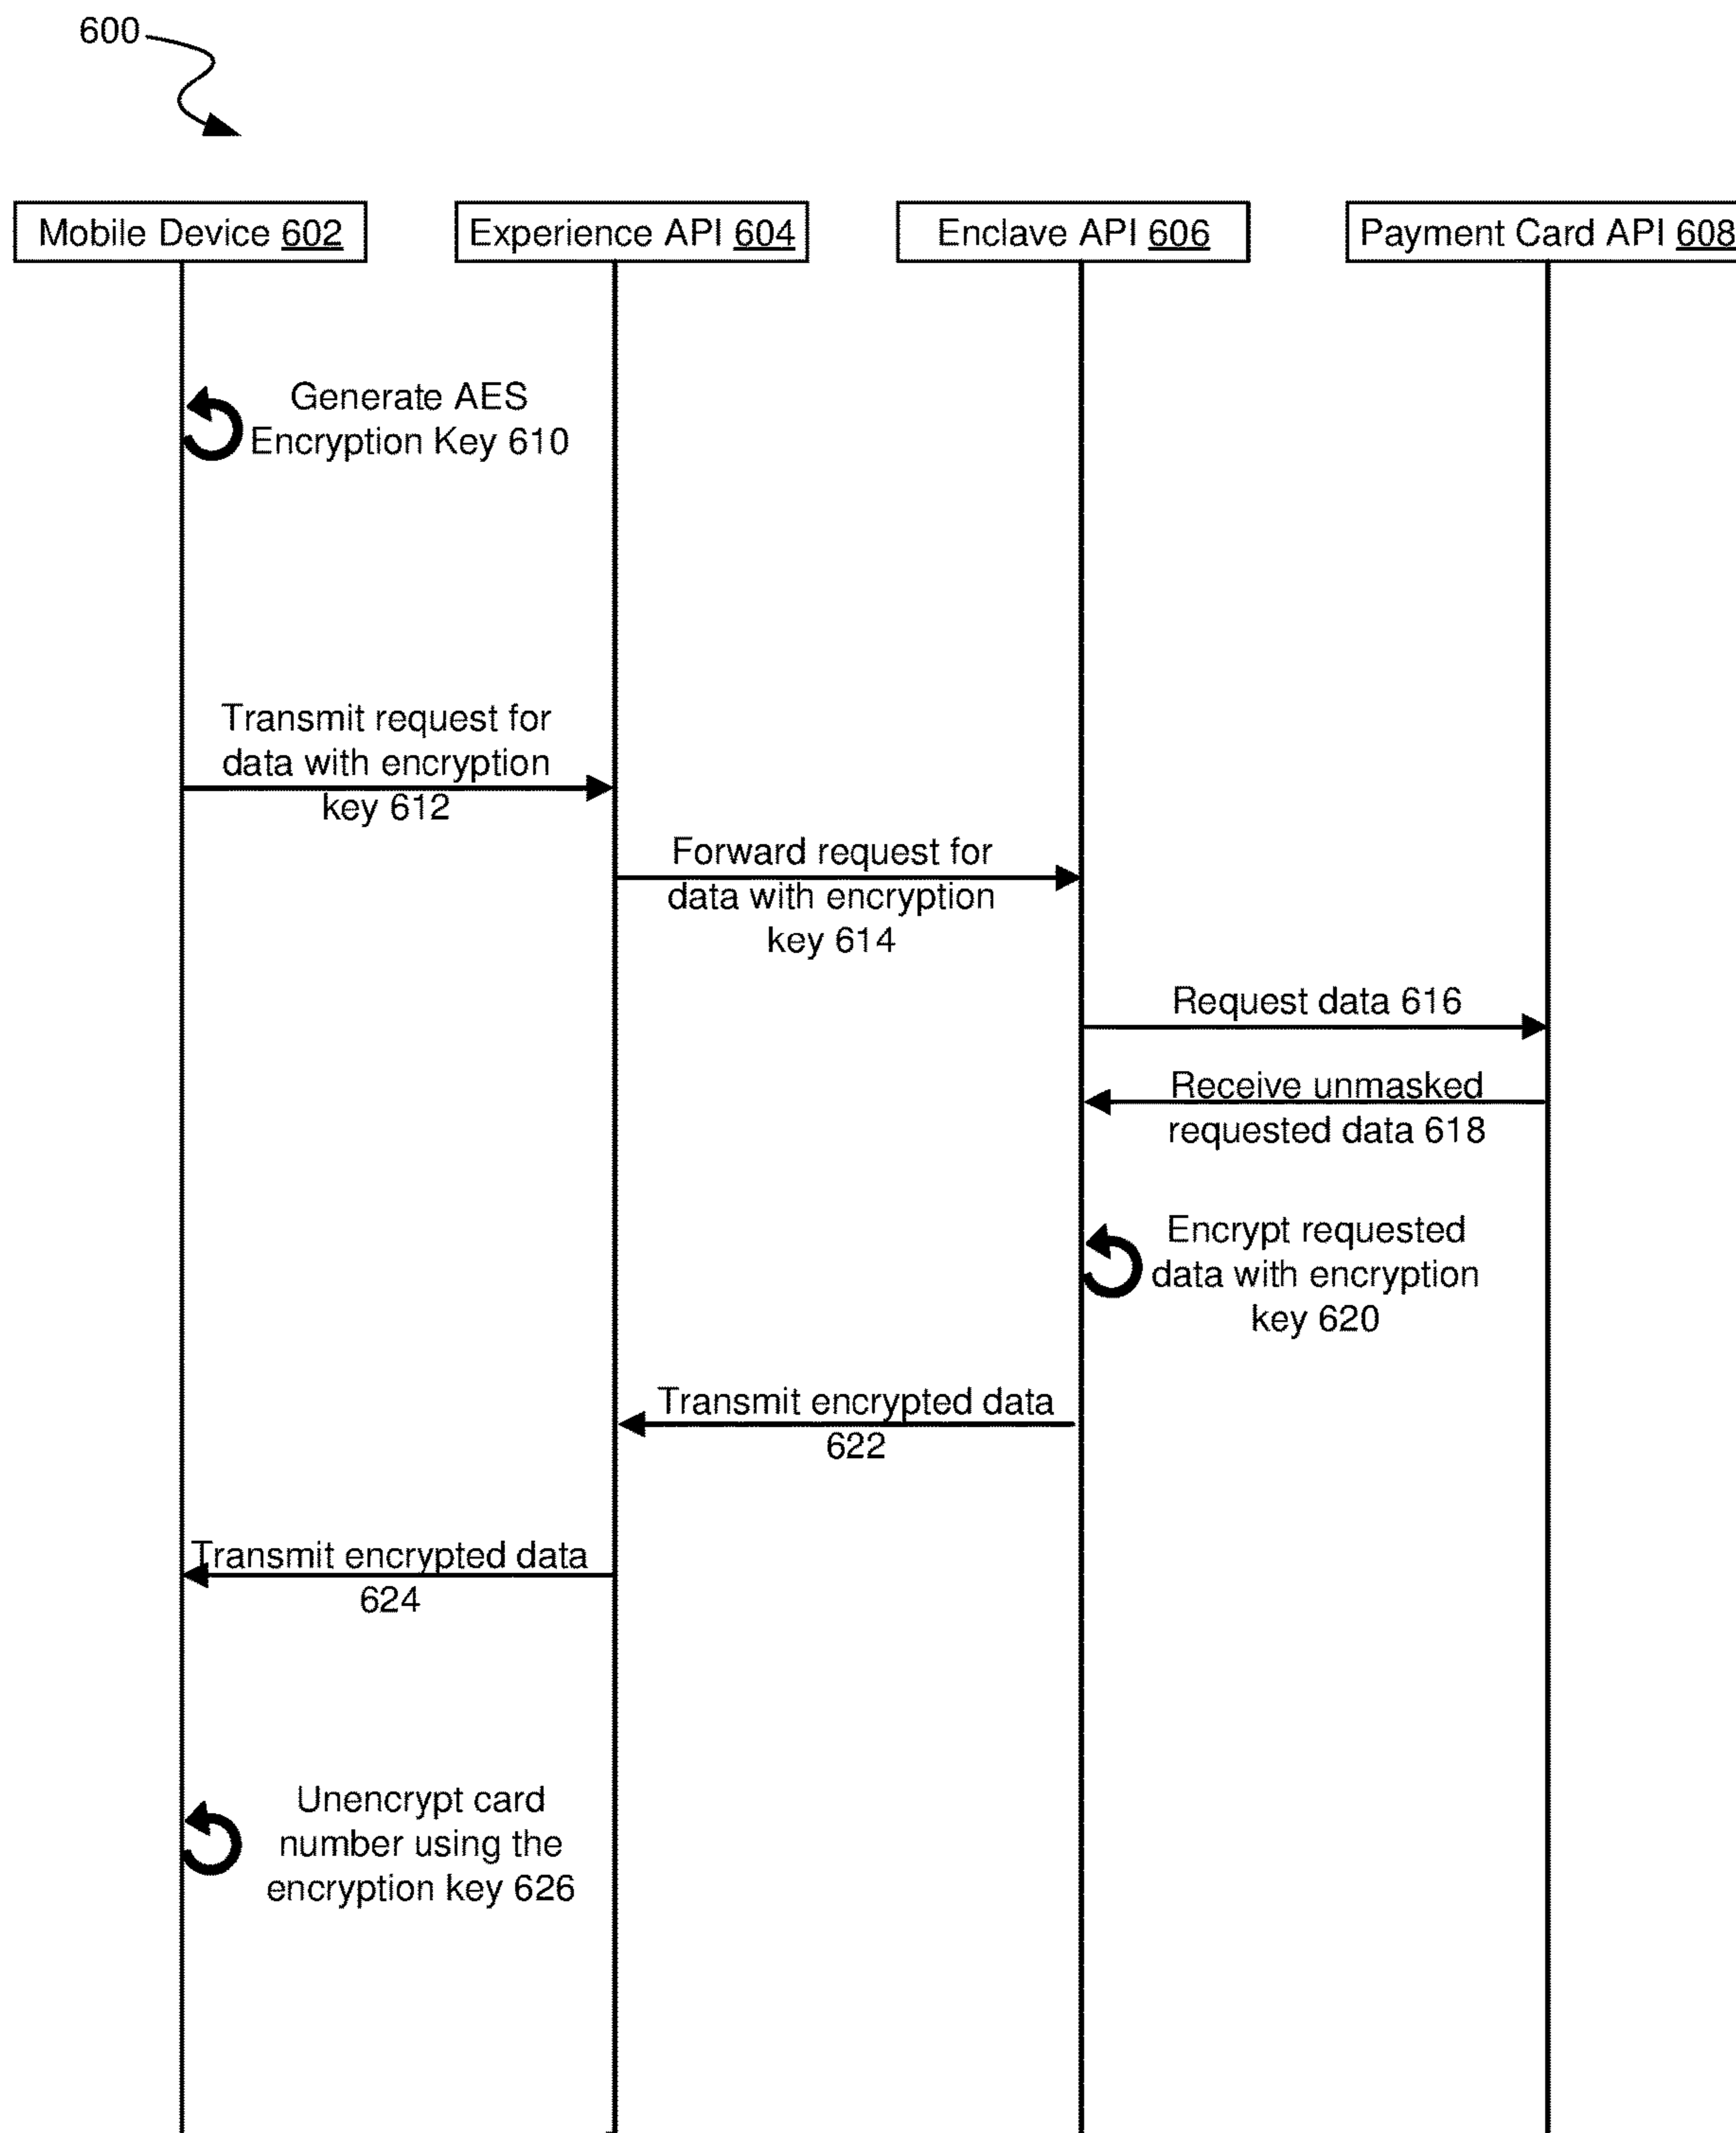 600
Mobile Device 602
Experience API 604
Enclave API 606
Payment Card API 608
Generate AES
Encryption Key 610
Transmit request for
data with encryption
key 612
Forward request for
data with encryption
key 614
Request data 616
Receive unmasked
requested data 618
Encrypt requested
data with encryption
key 620
Transmit encrypted data
622
Transmit encrypted data
624
Unencrypt card
number using the
encryption key 626